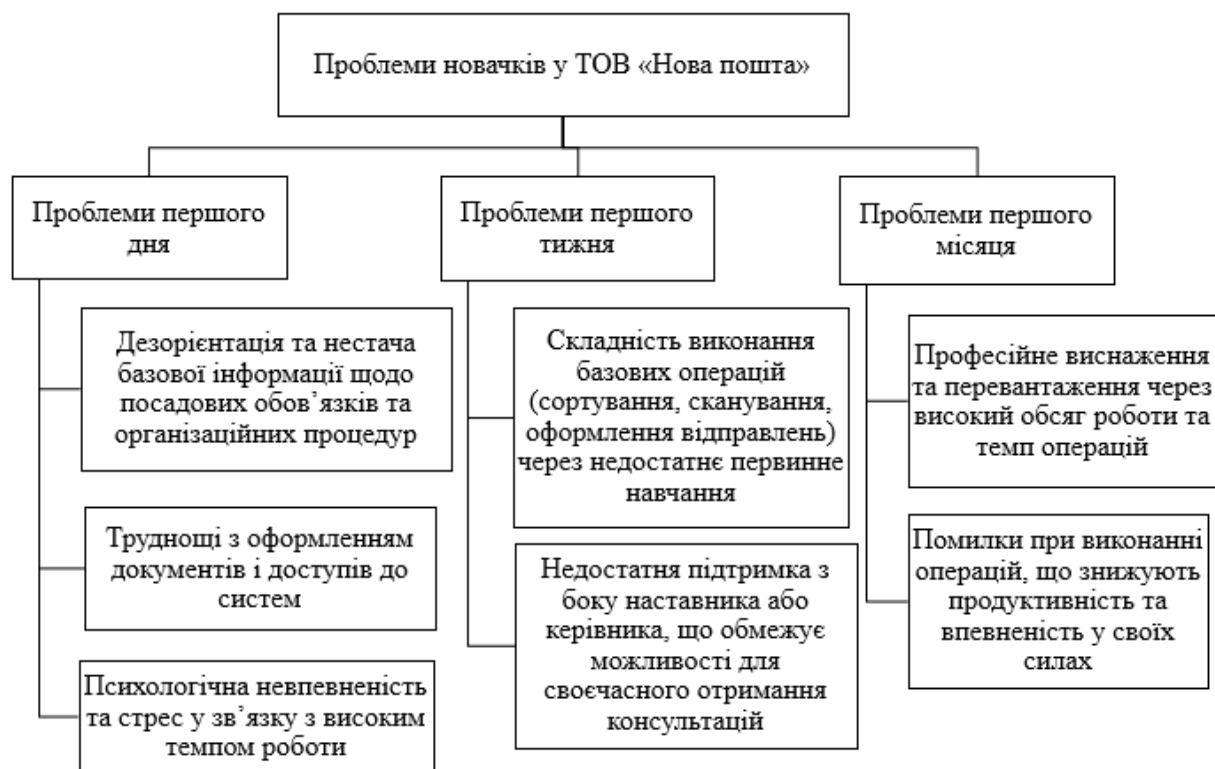 Проблеми новачків у ТОВ «Нова пошта»
Проблеми першого
дня
Дезорієнтація та нестача
базової інформації щодо
посадових обов’язків та
організаційних процедур
Труднощі з оформленням
документів і доступів до
систем
Психологічна невпевненість
та стрес у зв’язку з високим
темпом роботи
Проблеми першого
тижня
Складність виконання
базових операцій
(сортування, сканування,
оформлення відправлень)
через недостатнє первинне
навчання
Недостатня підтримка з
боку наставника або
керівника, що обмежує
можливості для
своєчасного отримання
консультацій
Проблеми першого
місяця
Професійне виснаження
та перевантаження через
високий обсяг роботи та
темп операцій
Помилки при виконанні
операцій, що знижують
продуктивність та
впевненість у своїх
силах